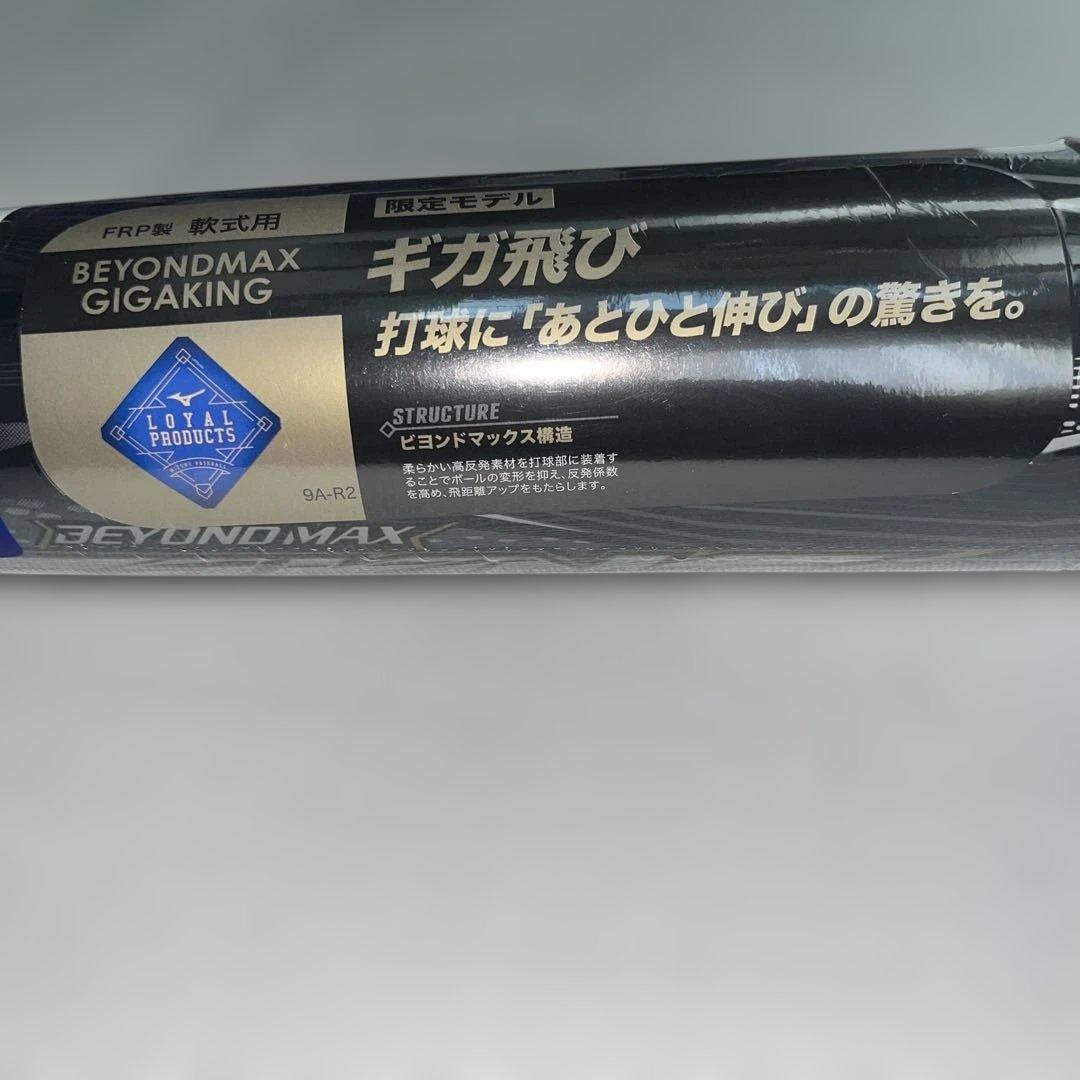 FRP製 軟式用
BEYONDMAX
GIGAKING
LOYAL
PRODUCTS
MIZUNO BASEBALL
9A-R2
限定モデル
ギガ飛び
打球に「あとひと伸び」の驚きを。
STRUCTURE
ビヨンドマックス構造
柔らかい高反発素材を打球部に装着す
ることでボールの変形を抑え、反発係数
を高め、飛距離アップをもたらします。
BEYONDMAX